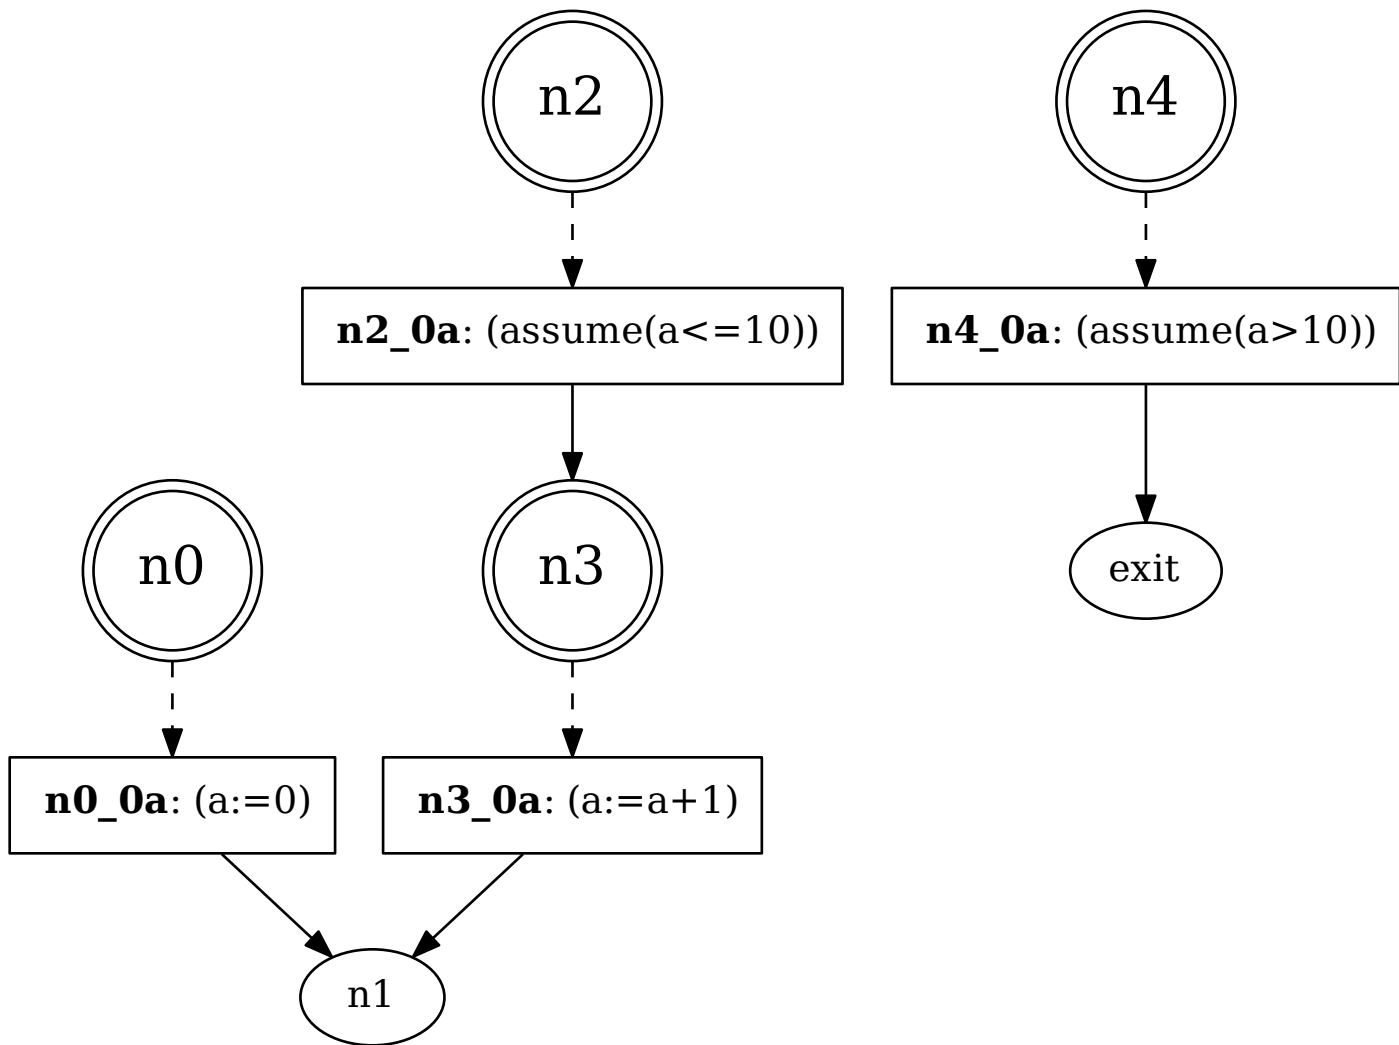 n2
n4
n2_0a: (assume(a<=10))
n4_0a: (assume(a>10))
n0
n3
exit
n0_0a: (a:=0)
n3_0a: (a:=a+1)
n1